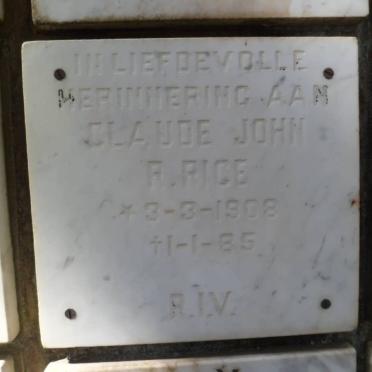 IN LIEFDEVOLLE
HERINNERING AAN
CLAUDE JOHN
R. RICE
*3-3-1908
†1-1-85
R.I.V.